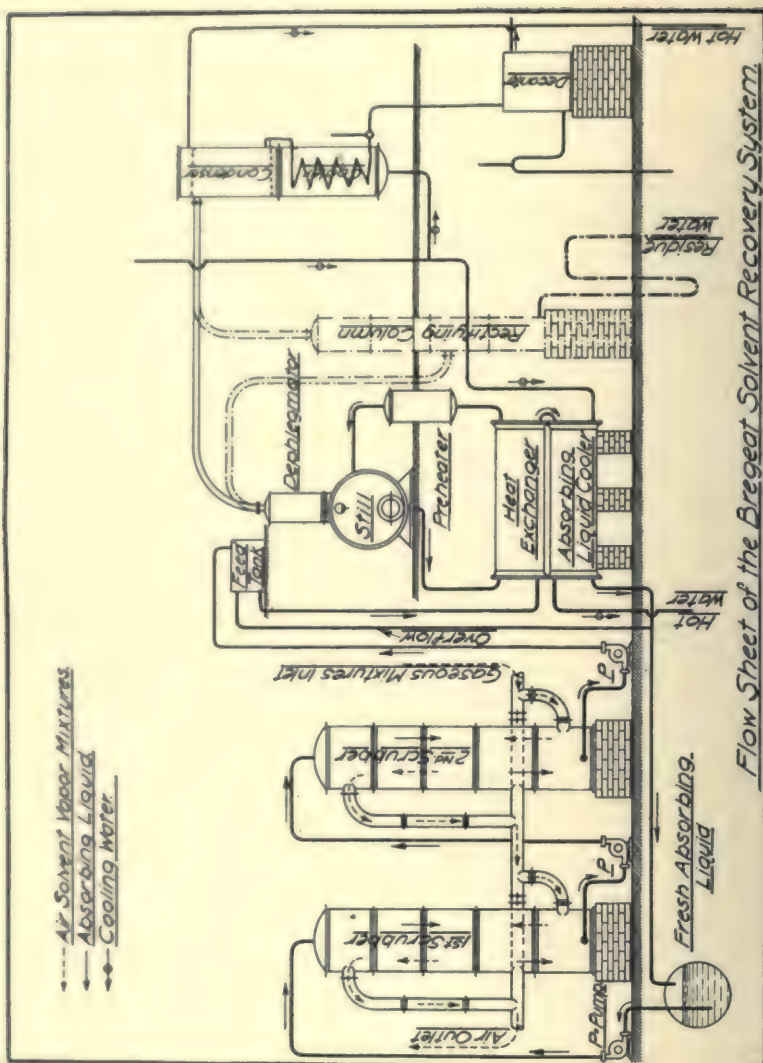 Air Solvent Vapor Mixtures.
Absorbing Liquid
Cooling Water.
Condenser
Cooler
Decanter
Hot Water
Dephlegmator
Rectifying
Column
Residue
Water
Feed
Tank
Still
Preheater
Heat
Exchanger
Absorbing
Liquid Cooler
Overflow
Hot
Water
Gaseous Mixtures Inlet
2nd Scrubber
1st Scrubber
Air Outlet
P
P
P-Pump
Fresh Absorbing
Liquid
Flow Sheet of the Bregeat Solvent Recovery System.